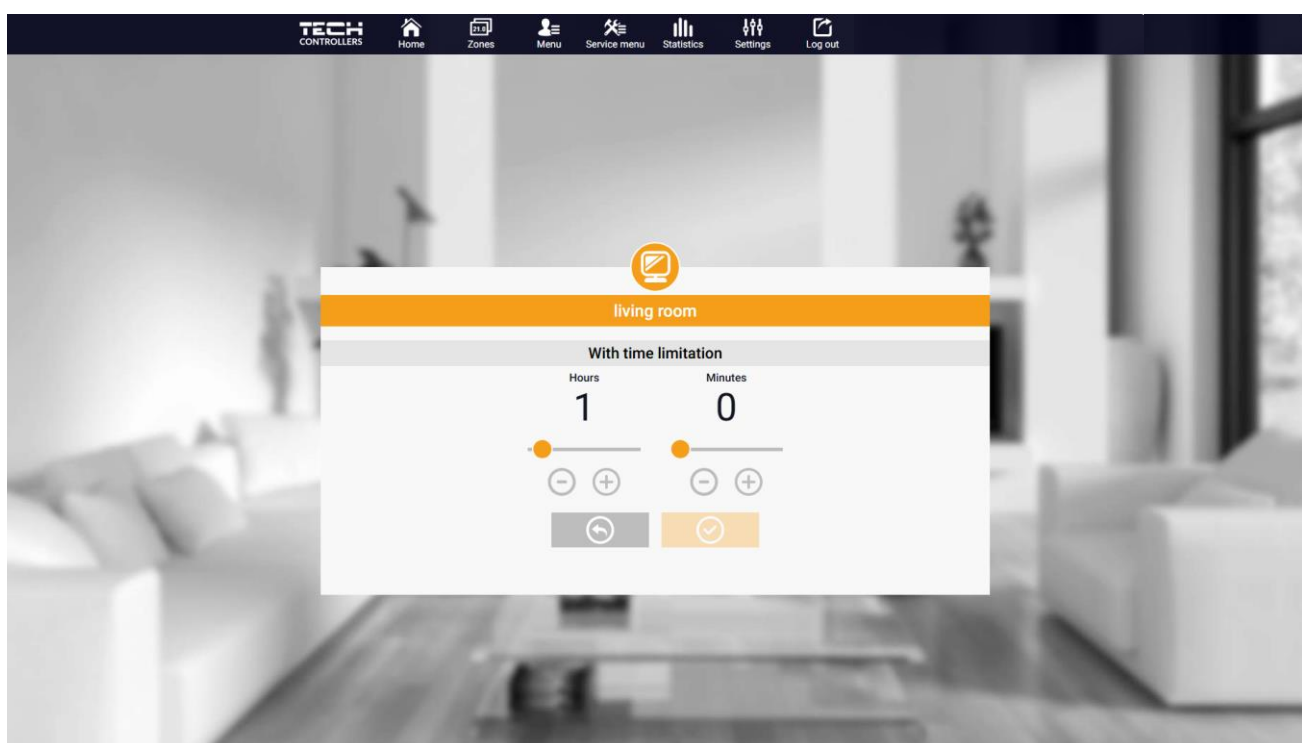 TECH
CONTROLLERS
Home
21.0
Zones
Menu
Service menu
Statistics
Settings
Log out
living room
With time limitation
Hours Minutes
1 0